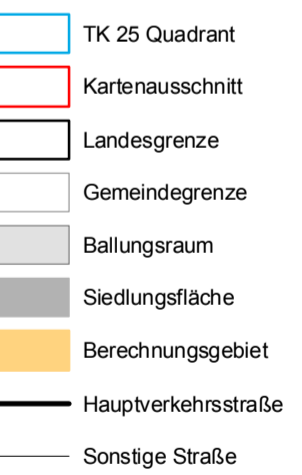 TK 25 Quadrant
Kartenausschnitt
Landesgrenze
Gemeindegrenze
Ballungsraum
Siedlungsfläche
Berechnungsgebiet
Hauptverkehrsstraße
Sonstige Straße